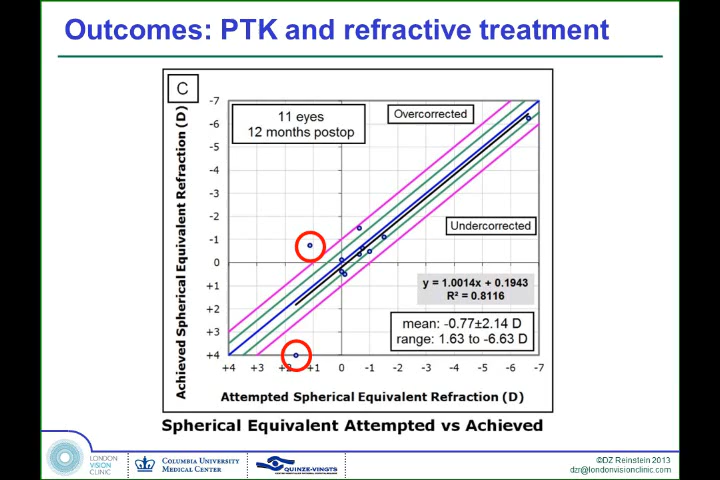 Outcomes: PTK and refractive treatment
C
11 eyes
12 months postop
Overcorrected
Undercorrected
y = 1.0014x + 0.1943
R² = 0.8116
mean: -0.77±2.14 D
range: 1.63 to -6.63 D
Achieved Spherical Equivalent Refraction (D)
-7
-6
-5
-4
-3
-2
-1
0
+1
+2
+3
+4
+4 +3 +2 +1 0 -1 -2 -3 -4 -5 -6 -7
Attempted Spherical Equivalent Refraction (D)
Spherical Equivalent Attempted vs Achieved
LONDON
VISION
CLINIC
COLUMBIA UNIVERSITY
MEDICAL CENTER
QUINZE-VINGTS
©DZ Reinstein 2013
dzr@londonvisionclinic.com